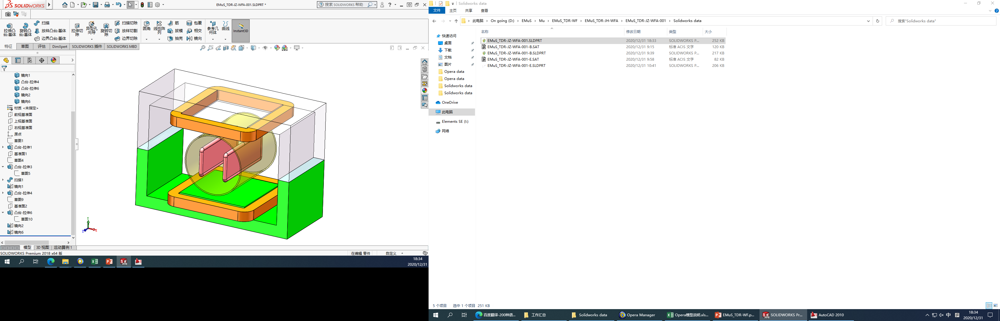 SOLIDWORKS
EMuS_TDR-JZ-WFA-001.SLDPRT *
搜索 SOLIDWORKS 帮助
拉伸凸台/基体
旋转凸台/基体
扫描
放样凸台/基体
边界凸台/基体
拉伸切除
异型孔向导
旋转切除
扫描切除
放样切割
边界切除
圆角
线性阵列
筋
拔模
抽壳
包覆
相交
镜向
参考几何体
曲线
Instant3D
特征
草图
评估
DimXpert
SOLIDWORKS 插件
SOLIDWORKS MBD
镜向1
凸台-拉伸4
凸台-拉伸6
镜向2
镜向6
材质 <未指定>
前视基准面
上视基准面
右视基准面
原点
草图1
凸台-拉伸1
基准面1
草图4
凸台-拉伸3
草图5
扫描1
镜向1
凸台-拉伸4
草图9
基准面2
凸台-拉伸6
草图10
镜向2
镜向6
Y
Z
X
模型
3D 视图
运动算例 1
SOLIDWORKS Premium 2018 x64 版
在编辑 零件
自定义
18:34
2020/12/31
Solidworks data
文件
主页
共享
查看
此电脑 › On going (D:) › EMuS › Mu › EMuS_TDR-WF › EMuS_TDR-JH-WFA › EMuS_TDR-JZ-WFA-001 › Solidworks data
搜索"Solidworks data"
名称
修改日期
类型
大小
EMuS_TDR-JZ-WFA-001.SLDPRT 2020/12/31 18:33 SOLIDWORKS P... 252 KB
EMuS_TDR-JZ-WFA-001-B.SAT 2020/12/31 9:15 标准 ACIS 文字 120 KB
EMuS_TDR-JZ-WFA-001-B.SLDPRT 2020/12/31 9:39 SOLIDWORKS P... 217 KB
EMuS_TDR-JZ-WFA-001-E.SAT 2020/12/31 9:58 标准 ACIS 文字 82 KB
EMuS_TDR-JZ-WFA-001-E.SLDPRT 2020/12/31 10:41 SOLIDWORKS P... 206 KB
快速访问
桌面
下载
文档
图片
Opera data
Opera data
Solidworks data
Solidworks data
OneDrive
此电脑
Elements SE (I:)
网络
5 个项目
选中 1 个项目 251 KB
百度翻译-200种语...
工作汇总
Solidworks data
Opera Manager
Opera模型说明.xls...
EMuS_TDR-WF.p...
SOLIDWORKS Pr...
AutoCAD 2010
中
拼
18:34
2020/12/31